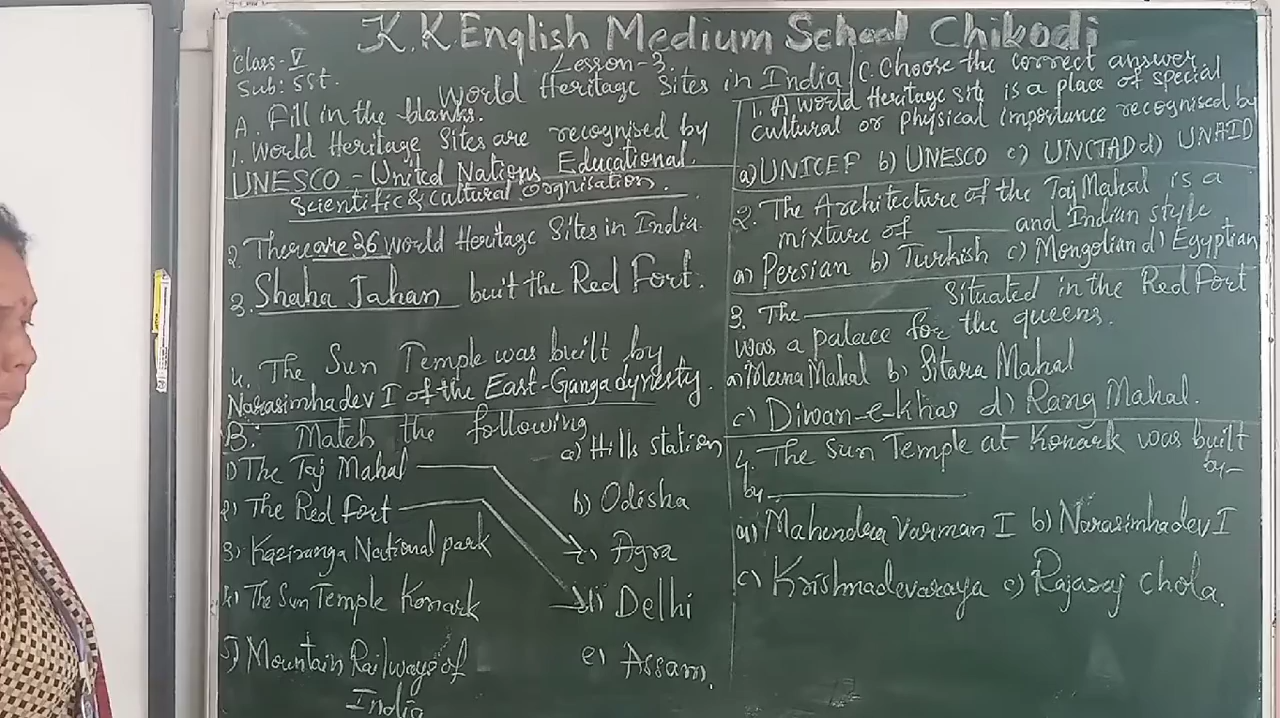 K.K English Medium School Chikodi
Class - V
Sub: SSt.
Lesson-3.
World Heritage Sites in India
A. Fill in the blanks.
1. World Heritage Sites are recognised by
UNESCO - United Nations Educational
Scientific & cultural orgnisation.
2. There are 36 world Heritage Sites in India.
3. Shaha Jahan built the Red Fort.
4. The Sun Temple was built by
Narasimhadev I of the East-Ganga dynesty.
B. Match the following
1) The Taj Mahal
a) Hills station
2) The Red fort
b) Odisha
3) Kaziranga National park
c) Agra
4) The Sun Temple Konark
d) Delhi
5) Mountain Railways of
India
e) Assam.
C. Choose the correct answer.
1. A world Heritage site is a place of special
cultural or physical importance recognised by
a) UNICEF b) UNESCO c) UNCTAD d) UNAID
2. The Architecture of the Taj Mahal is a
mixture of ____ and Indian style
a) Persian b) Turkish c) Mongolian d) Egyptian
3. The ____ Situated in the Red Fort
was a palace for the queens.
a) Meena Mahal b) Sitara Mahal
c) Diwan-e-khas d) Rang Mahal.
4. The Sun Temple at Konark was built
by-
by ____
a) Mahendra Varman I b) Narasimhadev I
c) Krishnadevaraya c) Rajaraj Chola.